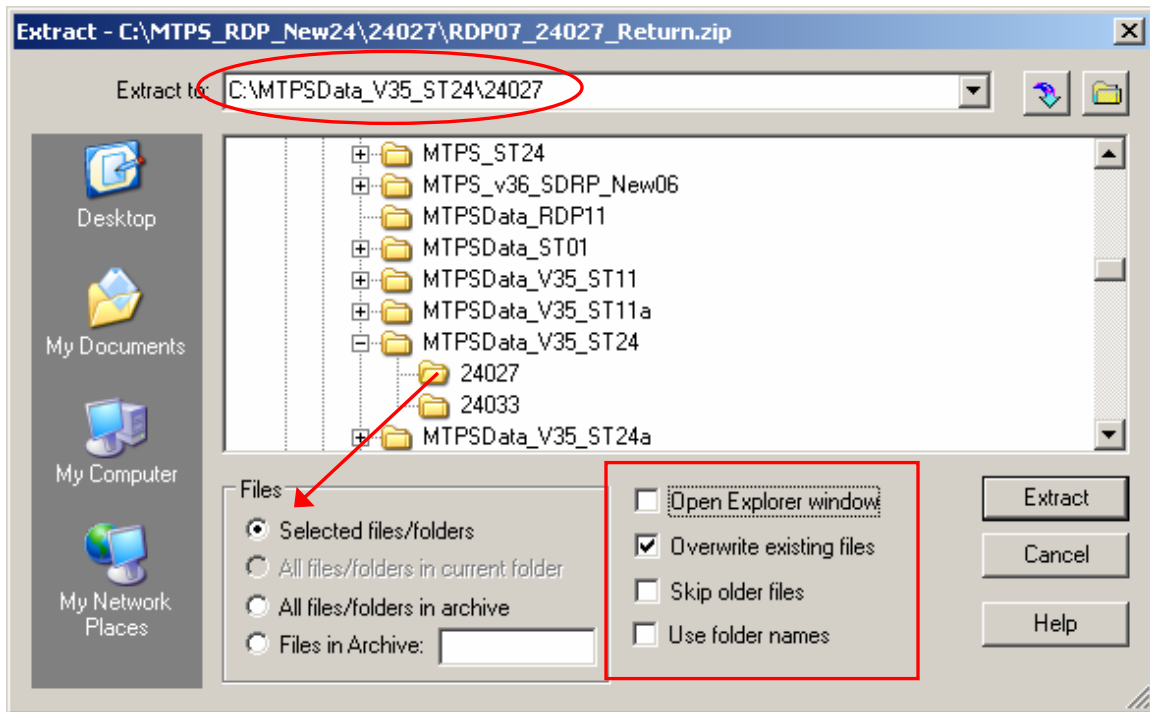 Extract - C:\MTPS_RDP_New24\24027\RDP07_24027_Return.zip
Extract to: C:\MTPSData_V35_ST24\24027
Desktop
My Documents
My Computer
My Network
Places
MTPS_ST24
MTPS_v36_SDRP_New06
MTPSData_RDP11
MTPSData_ST01
MTPSData_V35_ST11
MTPSData_V35_ST11a
MTPSData_V35_ST24
24027
24033
MTPSData_V35_ST24a
Files
Selected files/folders
All files/folders in current folder
All files/folders in archive
Files in Archive:
Open Explorer window
Overwrite existing files
Skip older files
Use folder names
Extract
Cancel
Help